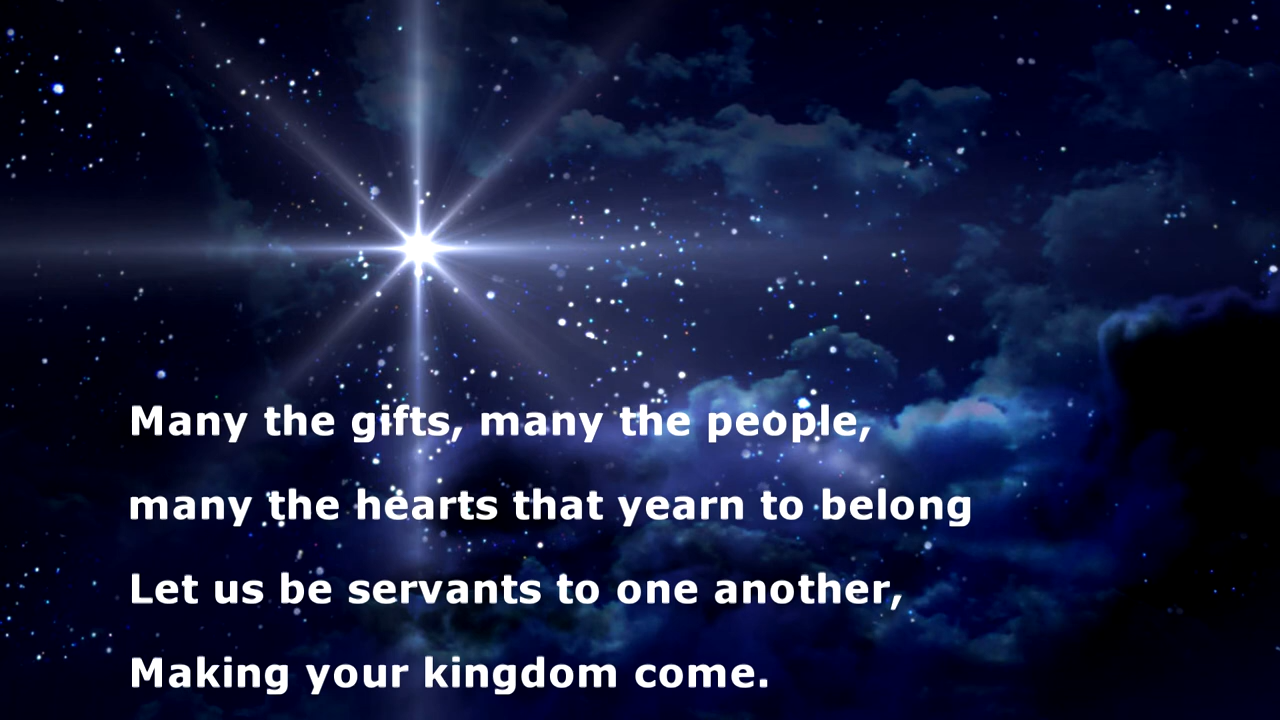 Many the gifts, many the people,
many the hearts that yearn to belong
Let us be servants to one another,
Making your kingdom come.